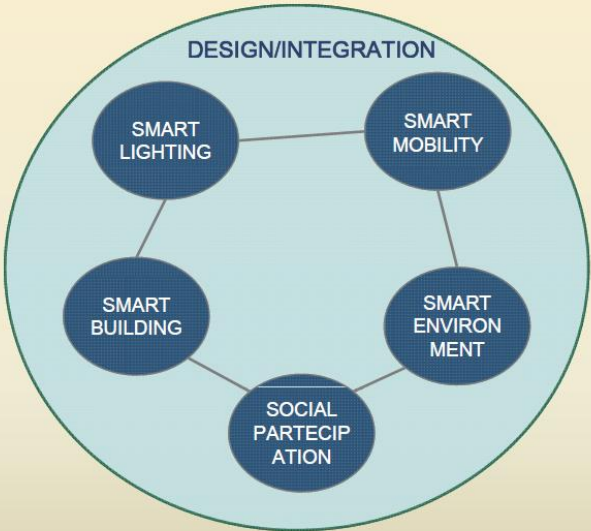 DESIGN/INTEGRATION
SMART
LIGHTING
SMART
MOBILITY
SMART
BUILDING
SMART
ENVIRON
MENT
SOCIAL
PARTECIP
ATION